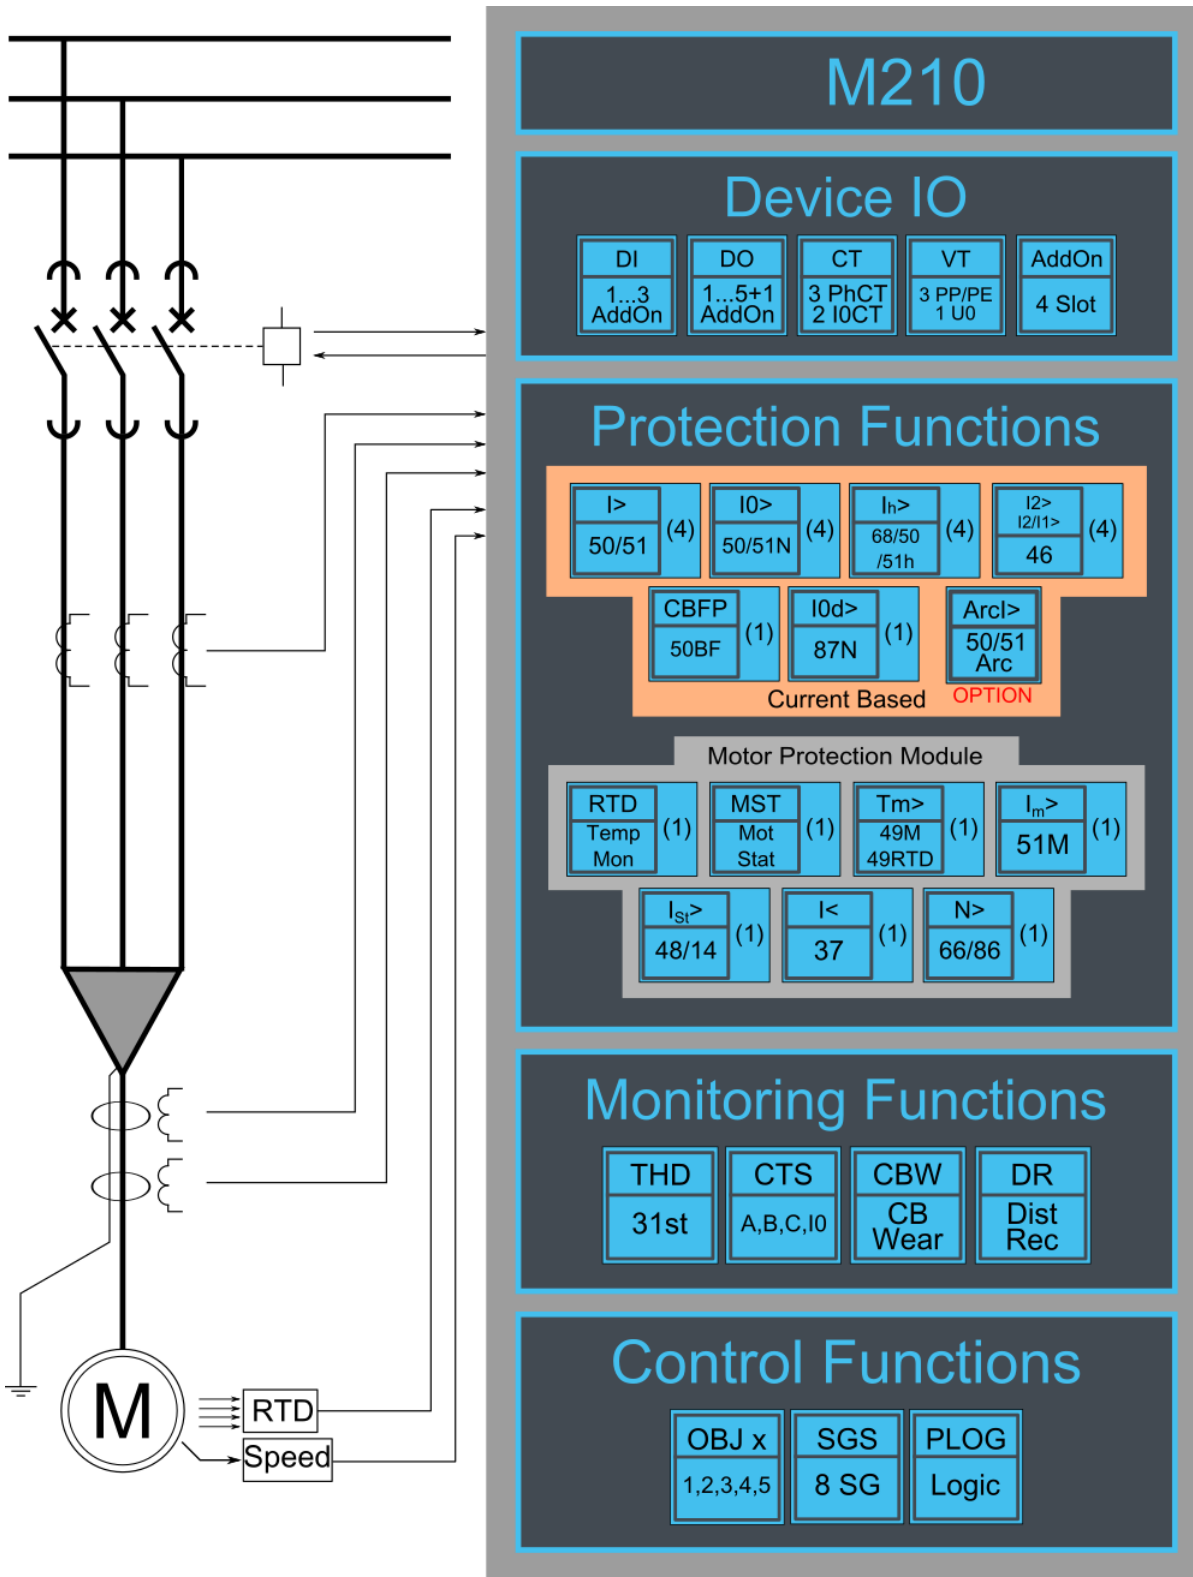 M210
Device IO
DI
DO
CT
VT
AddOn
1...3
AddOn
1...5+1
AddOn
3 PhCT
2 I0CT
3 PP/PE
1 U0
4 Slot
Protection Functions
I>
50/51
(4)
I0>
50/51N
(4)
Ih>
68/50
/51h
(4)
I2>
I2/I1>
46
(4)
CBFP
50BF
(1)
I0d>
87N
(1)
ArcI>
50/51
Arc
Current Based
OPTION
Motor Protection Module
RTD
Temp
Mon
(1)
MST
Mot
Stat
(1)
Tm>
49M
49RTD
(1)
Im>
51M
(1)
ISt>
48/14
(1)
I<
37
(1)
N>
66/86
(1)
Monitoring Functions
THD
31st
CTS
A,B,C,I0
CBW
CB
Wear
DR
Dist
Rec
Control Functions
OBJ x
1,2,3,4,5
SGS
8 SG
PLOG
Logic
M
RTD
Speed